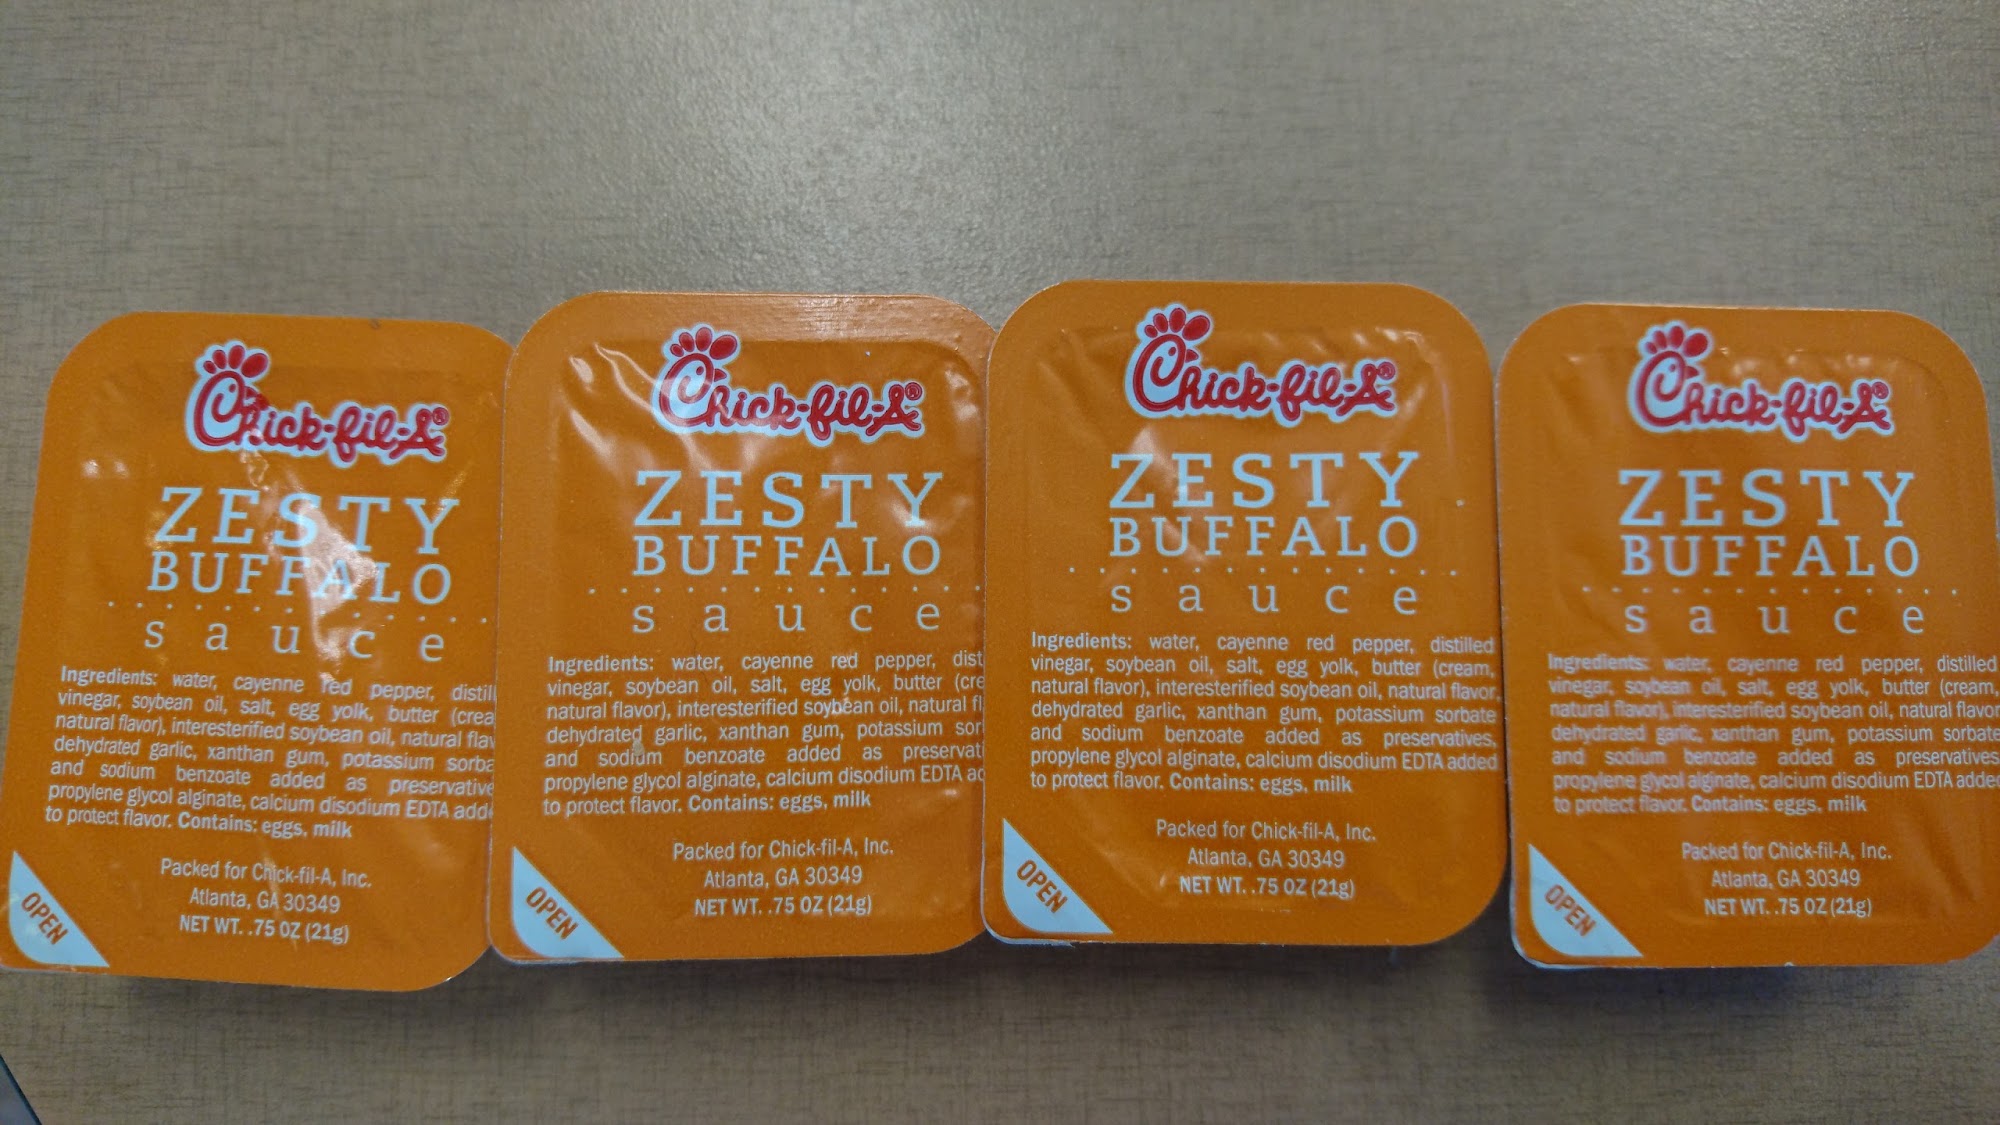 Chick-fil-A®
ZESTY
BUFFALO
sauce
Ingredients: water, cayenne red pepper, distill
vinegar, soybean oil, salt, egg yolk, butter (crea
natural flavor), interesterified soybean oil, natural flav
dehydrated garlic, xanthan gum, potassium sorba
and sodium benzoate added as preservative
propylene glycol alginate, calcium disodium EDTA adde
to protect flavor. Contains: eggs, milk
Packed for Chick-fil-A, Inc.
Atlanta, GA 30349
NET WT. .75 OZ (21g)
OPEN
Chick-fil-A®
ZESTY
BUFFALO
sauce
Ingredients: water, cayenne red pepper, dist
vinegar, soybean oil, salt, egg yolk, butter (cre
natural flavor), interesterified soybean oil, natural fl
dehydrated garlic, xanthan gum, potassium sor
and sodium benzoate added as preservati
propylene glycol alginate, calcium disodium EDTA ad
to protect flavor. Contains: eggs, milk
Packed for Chick-fil-A, Inc.
Atlanta, GA 30349
NET WT. .75 OZ (21g)
OPEN
Chick-fil-A®
ZESTY
BUFFALO
sauce
Ingredients: water, cayenne red pepper, distilled
vinegar, soybean oil, salt, egg yolk, butter (cream,
natural flavor), interesterified soybean oil, natural flavor,
dehydrated garlic, xanthan gum, potassium sorbate
and sodium benzoate added as preservatives,
propylene glycol alginate, calcium disodium EDTA added
to protect flavor. Contains: eggs, milk
Packed for Chick-fil-A, Inc.
Atlanta, GA 30349
NET WT. .75 OZ (21g)
OPEN
Chick-fil-A®
ZESTY
BUFFALO
sauce
Ingredients: water, cayenne red pepper, distilled
vinegar, soybean oil, salt, egg yolk, butter (cream,
natural flavor), interesterified soybean oil, natural flavor
dehydrated garlic, xanthan gum, potassium sorbate
and sodium benzoate added as preservatives,
propylene glycol alginate, calcium disodium EDTA added
to protect flavor. Contains: eggs, milk
Packed for Chick-fil-A, Inc.
Atlanta, GA 30349
NET WT. .75 OZ (21g)
OPEN